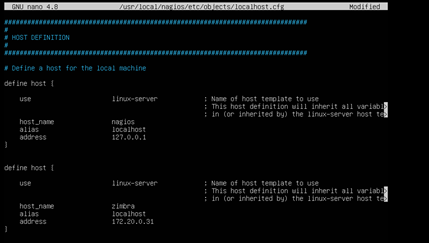 GNU nano 4.8 /usr/local/nagios/etc/objects/localhost.cfg Modified
###############################################################################
#
# HOST DEFINITION
#
###############################################################################
# Define a host for the local machine
define host {
use linux-server ; Name of host template to use
; This host definition will inherit all variabl>
; in (or inherited by) the linux-server host te>
host_name nagios
alias localhost
address 127.0.0.1
}
define host {
use linux-server ; Name of host template to use
; This host definition will inherit all variabl>
; in (or inherited by) the linux-server host te>
host_name zimbra
alias localhost
address 172.20.0.31
}